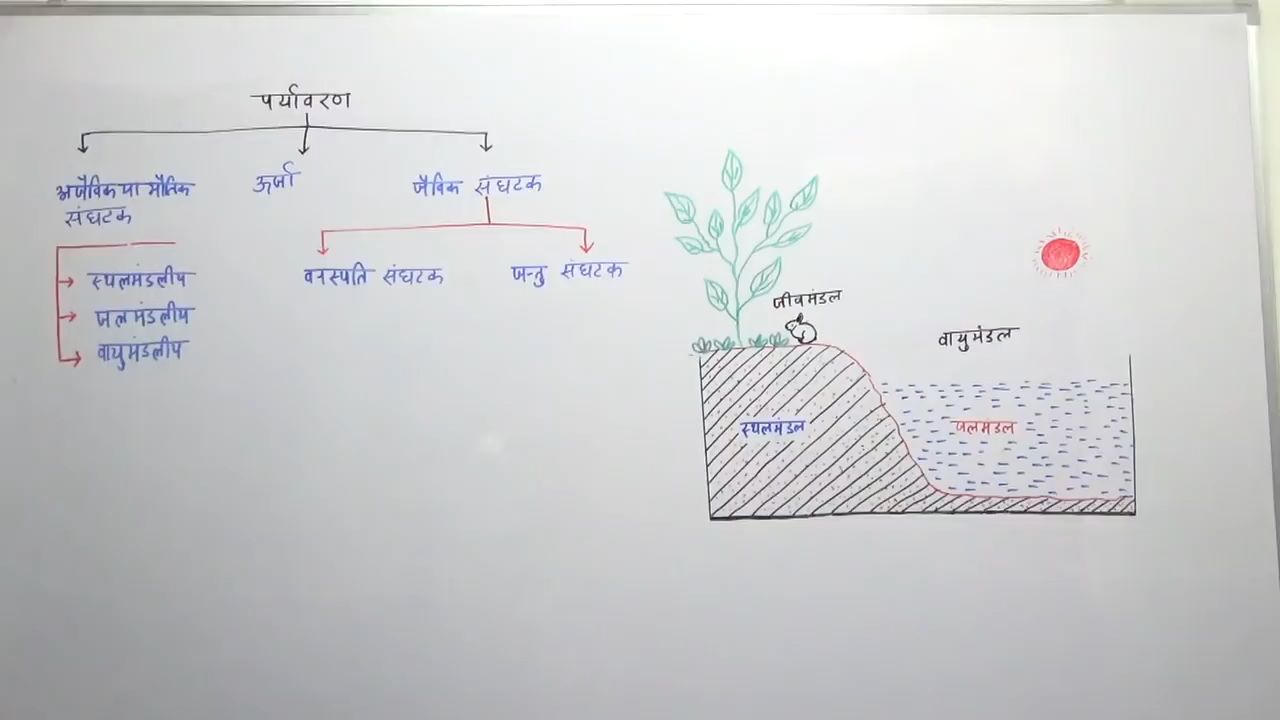 पर्यावरण
अजैविक या भौतिक
संघटक
ऊर्जा
जैविक संघटक
स्थलमंडलीय
जलमंडलीय
वायुमंडलीय
वनस्पति संघटक
जन्तु संघटक
जीवमंडल
वायुमंडल
स्थलमंडल
जलमंडल